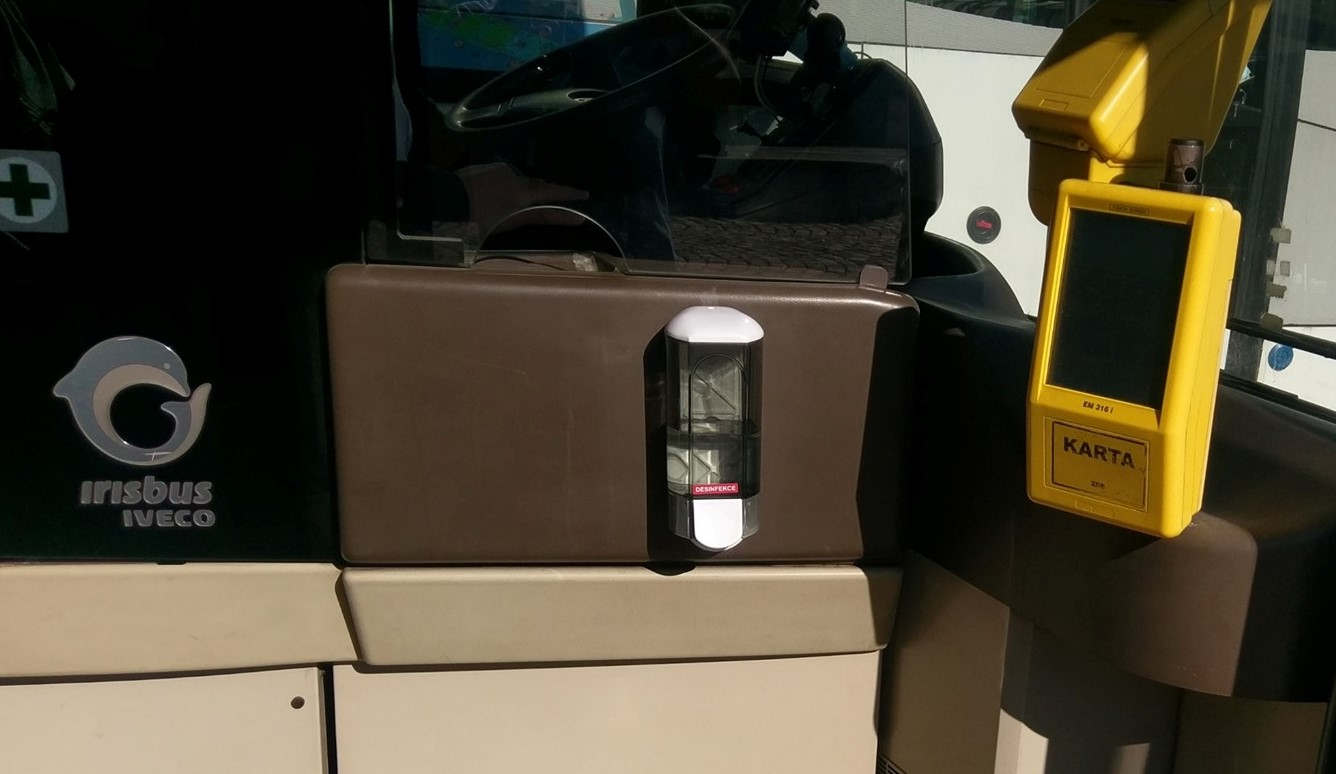 Irisbus
IVECO
DESINFEKCE
EM 316 i
KARTA